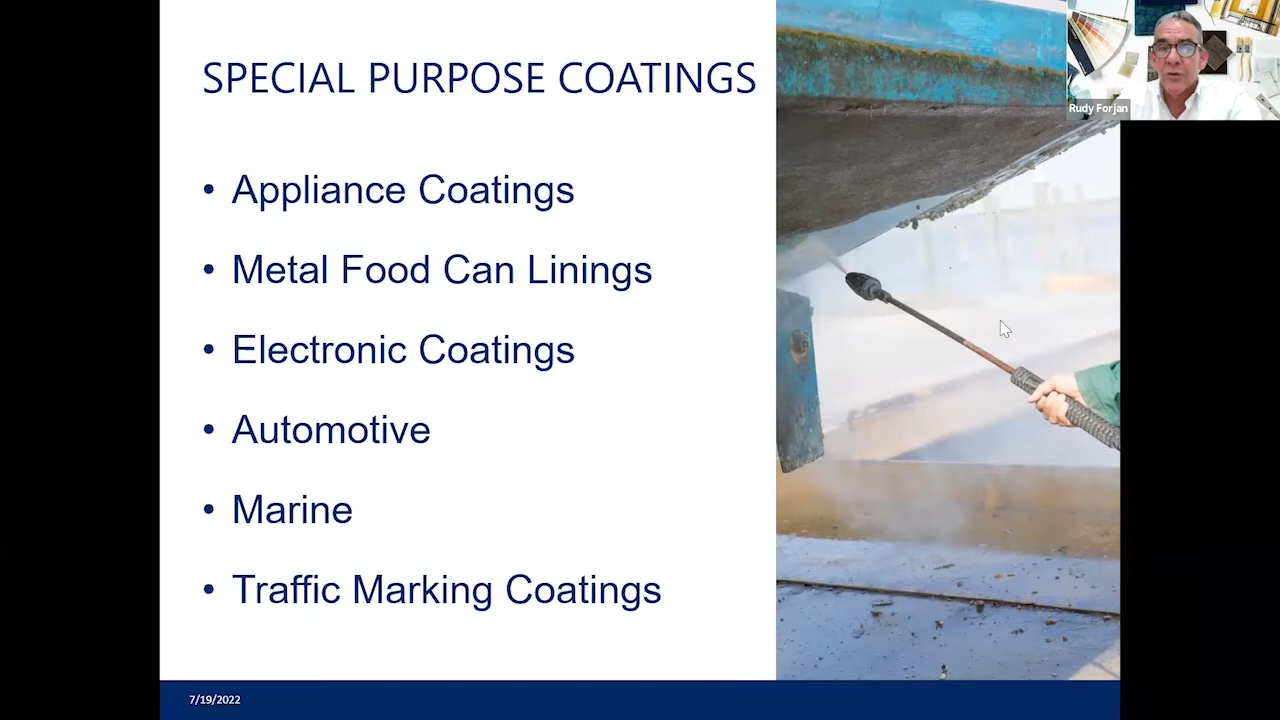 SPECIAL PURPOSE COATINGS
• Appliance Coatings
• Metal Food Can Linings
• Electronic Coatings
• Automotive
• Marine
• Traffic Marking Coatings
7/19/2022
Rudy Forjan